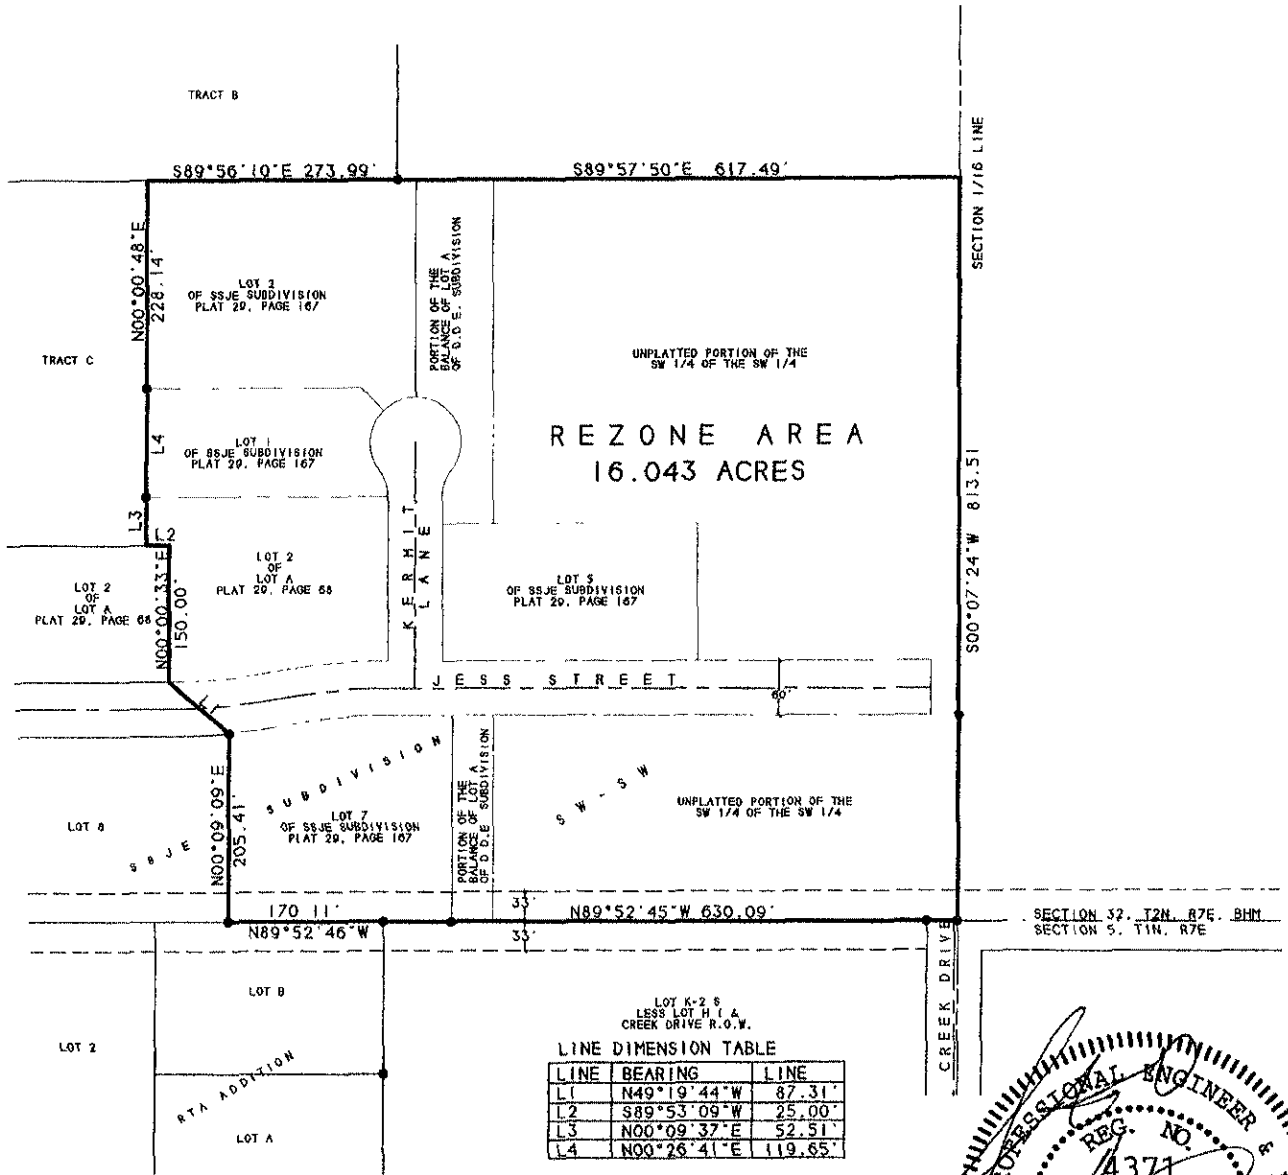 TRACT B
S89°56'10"E 273.99'
S89°57'50"E 617.49'
SECTION 1/16 LINE
N00°00'48"E
228.14'
LOT 2
OF SSJE SUBDIVISION
PLAT 29, PAGE 167
PORTION OF THE
BALANCE OF LOT A
OF D.D.E. SUBDIVISION
UNPLATTED PORTION OF THE
SW 1/4 OF THE SW 1/4
TRACT C
REZONE AREA
16.043 ACRES
L4
LOT 1
OF SSJE SUBDIVISION
PLAT 29, PAGE 167
S00°07'24"W 813.51
L3
L2
KERMIT
LANE
LOT 2
OF
LOT A
PLAT 29, PAGE 68
LOT 2
OF
LOT A
PLAT 29, PAGE 68
N00°00'33"E
150.00'
LOT 5
OF SSJE SUBDIVISION
PLAT 29, PAGE 167
JESS STREET
60'
SSJE SUBDIVISION
N00°09'09"E
205.41'
LOT 8
LOT 7
OF SSJE SUBDIVISION
PLAT 29, PAGE 167
PORTION OF THE
BALANCE OF LOT A
OF D.D.E SUBDIVISION
SW-SW
UNPLATTED PORTION OF THE
SW 1/4 OF THE SW 1/4
170 11'
N89°52'46"W
33'
33'
N89°52'45"W 630.09'
SECTION 32, T2N, R7E, BHM
SECTION 5, T1N, R7E
CREEK DRIVE
LOT B
LOT 2
RTA ADDITION
LOT A
LOT K-2 S
LESS LOT H 1 &
CREEK DRIVE R.O.W.
LINE DIMENSION TABLE
LINE BEARING LINE
L1 N49°19'44"W 87.31'
L2 S89°53'09"W 25.00'
L3 N00°09'37"E 52.51'
L4 N00°26'41"E 119.65'
ENGINEER &
REG. NO.
4371